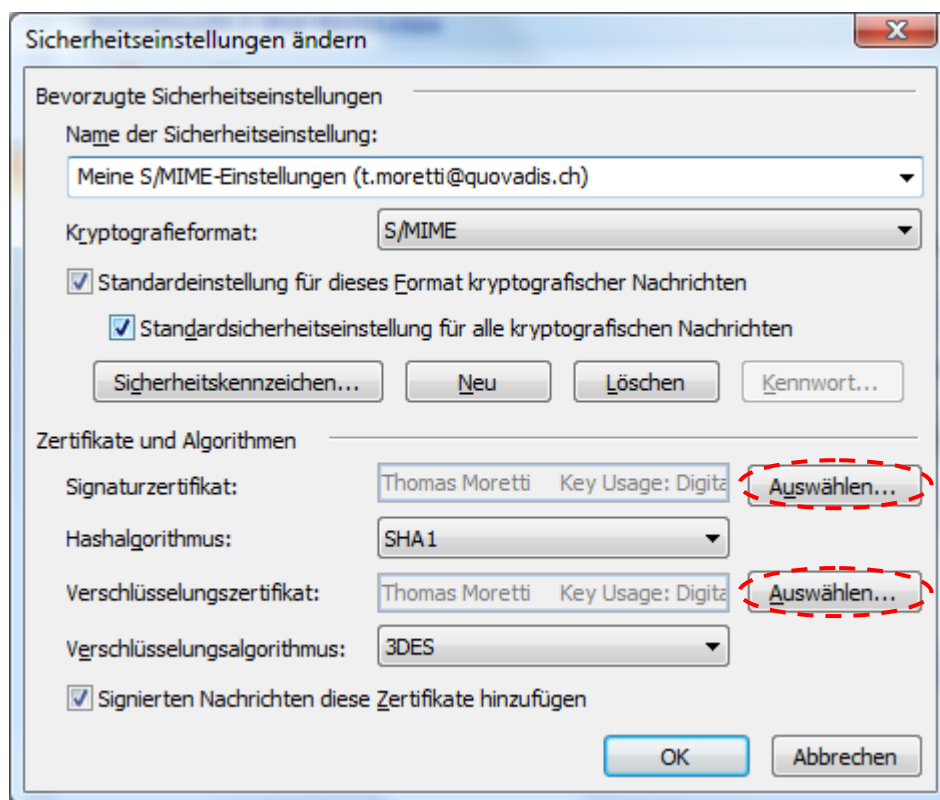 Sicherheitseinstellungen ändern
Bevorzugte Sicherheitseinstellungen
Name der Sicherheitseinstellung:
Meine S/MIME-Einstellungen (t.moretti@quovadis.ch)
Kryptografieformat: S/MIME
Standardeinstellung für dieses Format kryptografischer Nachrichten
Standardsicherheitseinstellung für alle kryptografischen Nachrichten
Sicherheitskennzeichen... Neu Löschen Kennwort...
Zertifikate und Algorithmen
Signaturzertifikat: Thomas Moretti Key Usage: Digita Auswählen...
Hashalgorithmus: SHA1
Verschlüsselungszertifikat: Thomas Moretti Key Usage: Digita Auswählen...
Verschlüsselungsalgorithmus: 3DES
Signierten Nachrichten diese Zertifikate hinzufügen
OK Abbrechen